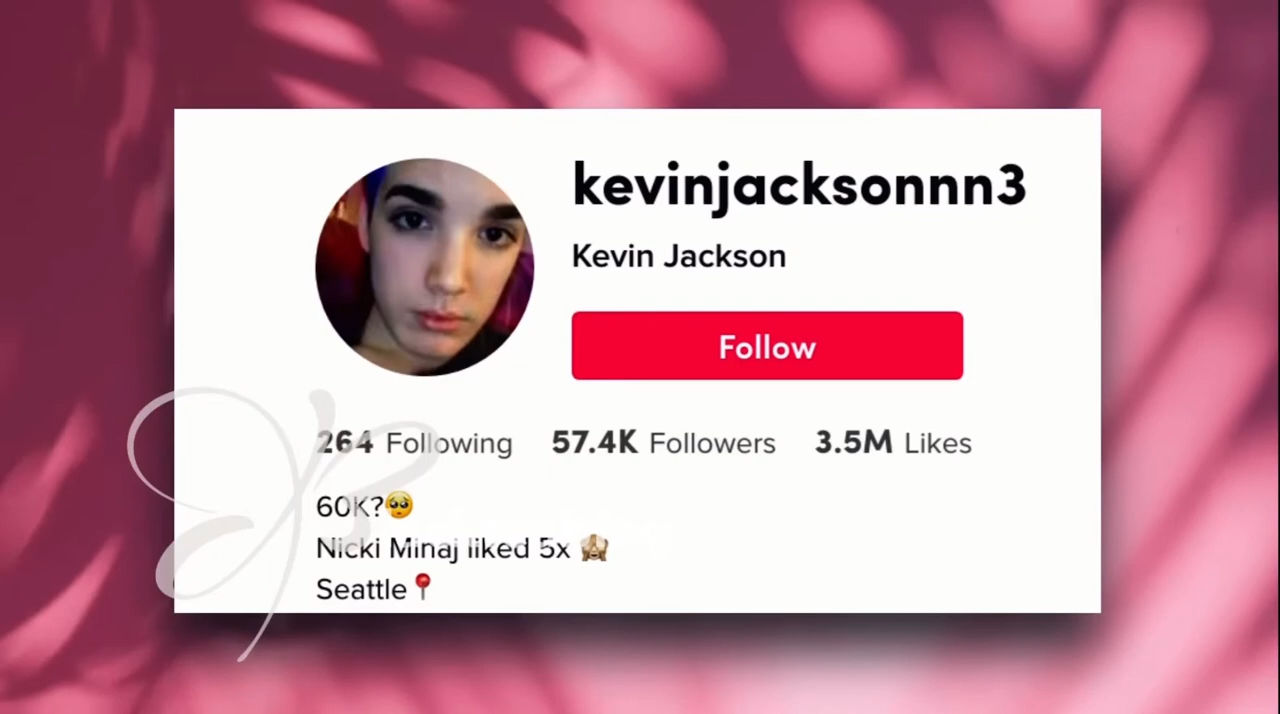 kevinjacksonnn3
Kevin Jackson
Follow
264 Following 57.4K Followers 3.5M Likes
60K?🥺
Nicki Minaj liked 5x 🙈
Seattle📍